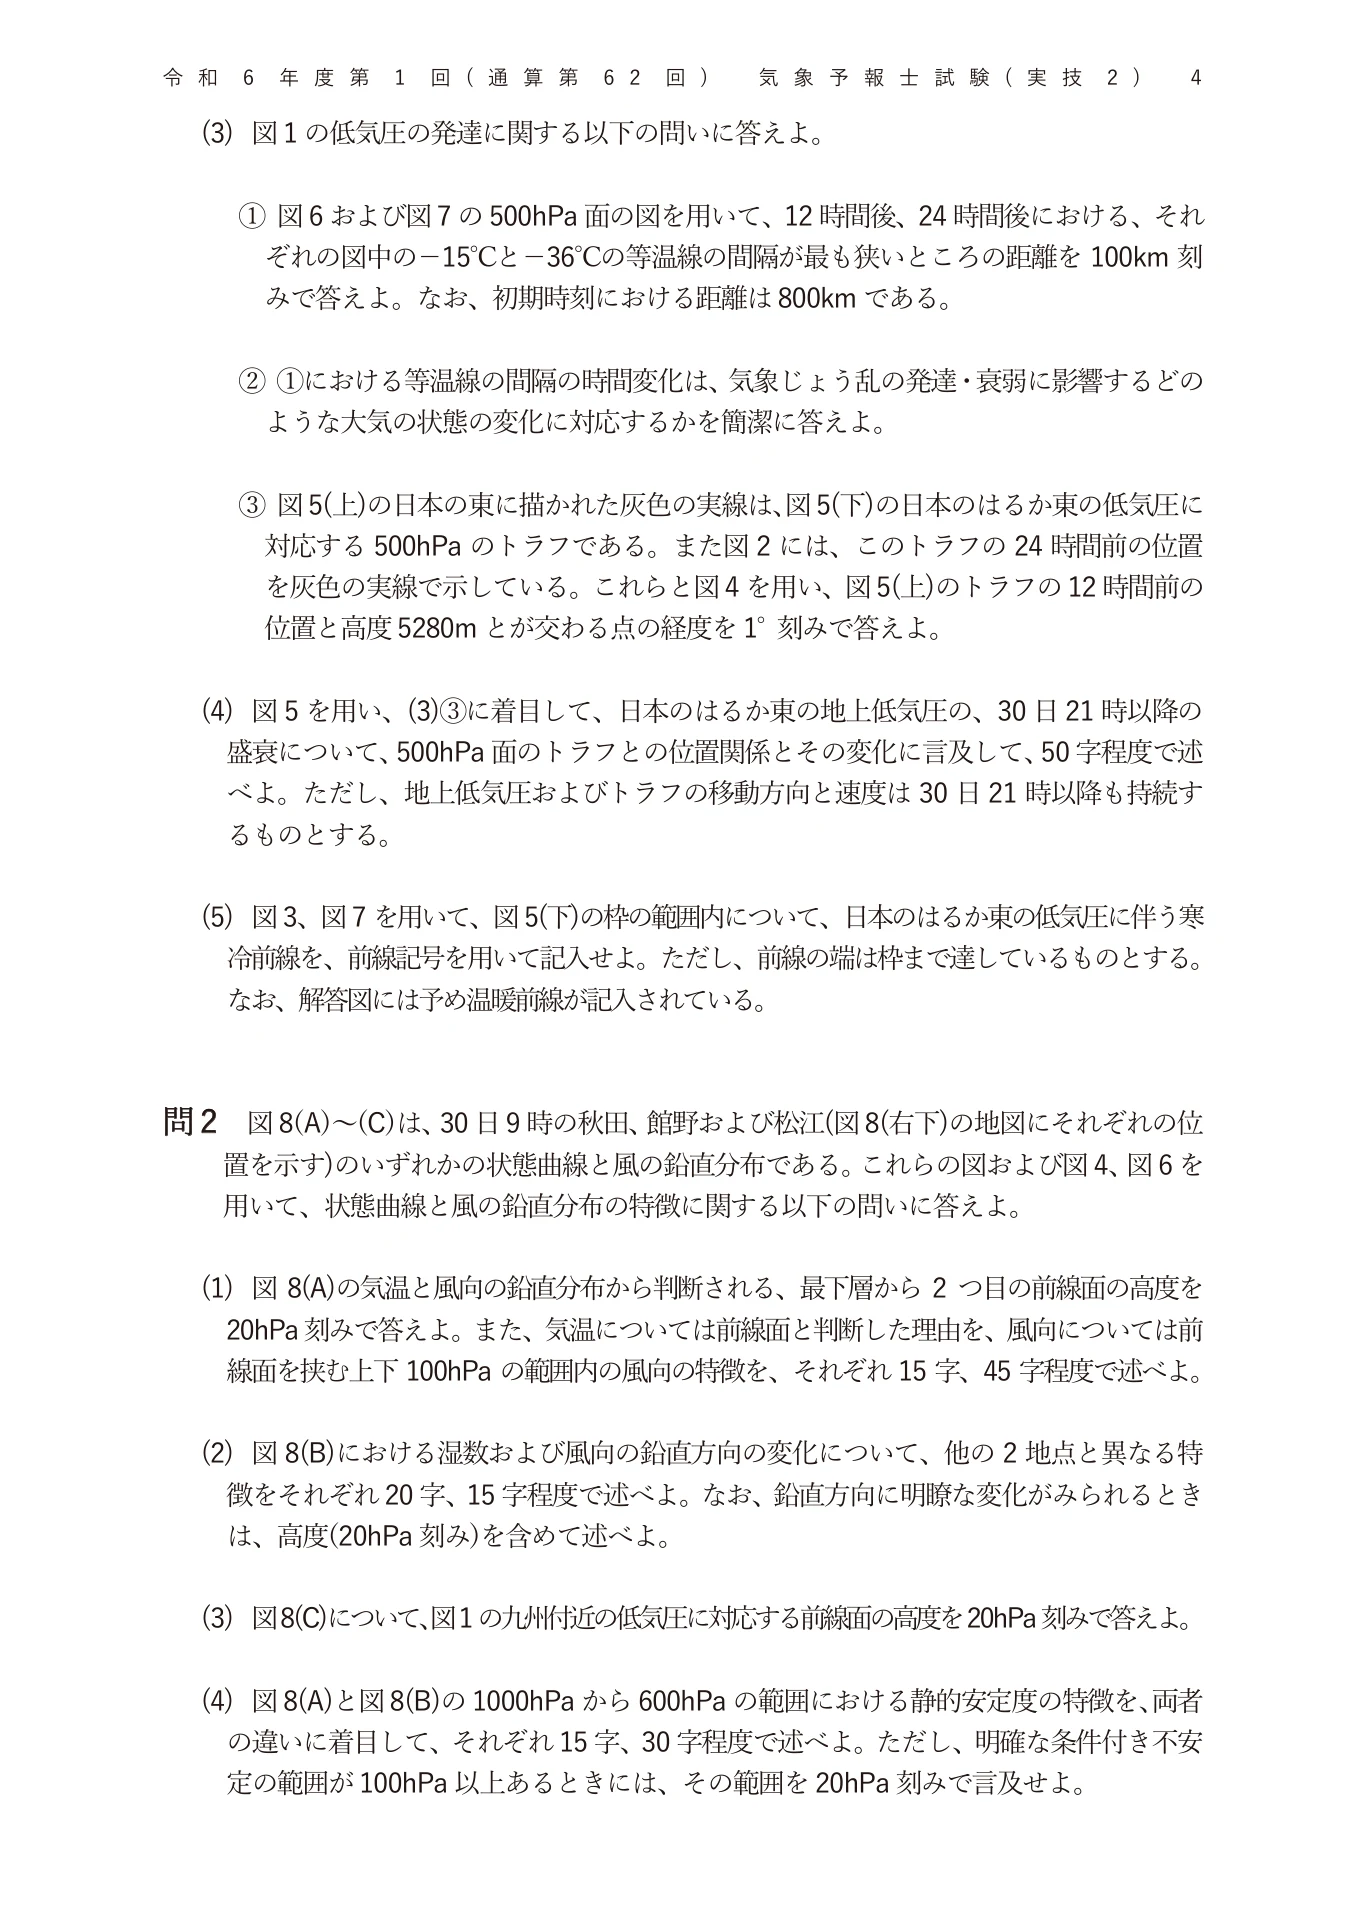 令和6年度第1回(通算第62回) 気象予報士試験(実技2) 4
(3) 図1の低気圧の発達に関する以下の問いに答えよ。
① 図6および図7の500hPa面の図を用いて、12時間後、24時間後における、それ
ぞれの図中の−15℃と−36℃の等温線の間隔が最も狭いところの距離を100km刻
みで答えよ。なお、初期時刻における距離は800kmである。
② ①における等温線の間隔の時間変化は、気象じょう乱の発達・衰弱に影響するどの
ような大気の状態の変化に対応するかを簡潔に答えよ。
③ 図5(上)の日本の東に描かれた灰色の実線は、図5(下)の日本のはるか東の低気圧に
対応する500hPaのトラフである。また図2には、このトラフの24時間前の位置
を灰色の実線で示している。これらと図4を用い、図5(上)のトラフの12時間前の
位置と高度5280mとが交わる点の経度を1°刻みで答えよ。
(4) 図5を用い、(3)③に着目して、日本のはるか東の地上低気圧の、30日21時以降の
盛衰について、500hPa面のトラフとの位置関係とその変化に言及して、50字程度で述
べよ。ただし、地上低気圧およびトラフの移動方向と速度は30日21時以降も持続す
るものとする。
(5) 図3、図7を用いて、図5(下)の枠の範囲内について、日本のはるか東の低気圧に伴う寒
冷前線を、前線記号を用いて記入せよ。ただし、前線の端は枠まで達しているものとする。
なお、解答図には予め温暖前線が記入されている。
問2 図8(A)～(C)は、30日9時の秋田、館野および松江(図8(右下)の地図にそれぞれの位
置を示す)のいずれかの状態曲線と風の鉛直分布である。これらの図および図4、図6を
用いて、状態曲線と風の鉛直分布の特徴に関する以下の問いに答えよ。
(1) 図8(A)の気温と風向の鉛直分布から判断される、最下層から2つ目の前線面の高度を
20hPa刻みで答えよ。また、気温については前線面と判断した理由を、風向については前
線面を挟む上下100hPaの範囲内の風向の特徴を、それぞれ15字、45字程度で述べよ。
(2) 図8(B)における湿数および風向の鉛直方向の変化について、他の2地点と異なる特
徴をそれぞれ20字、15字程度で述べよ。なお、鉛直方向に明瞭な変化がみられるとき
は、高度(20hPa刻み)を含めて述べよ。
(3) 図8(C)について、図1の九州付近の低気圧に対応する前線面の高度を20hPa刻みで答えよ。
(4) 図8(A)と図8(B)の1000hPaから600hPaの範囲における静的安定度の特徴を、両者
の違いに着目して、それぞれ15字、30字程度で述べよ。ただし、明確な条件付き不安
定の範囲が100hPa以上あるときには、その範囲を20hPa刻みで言及せよ。